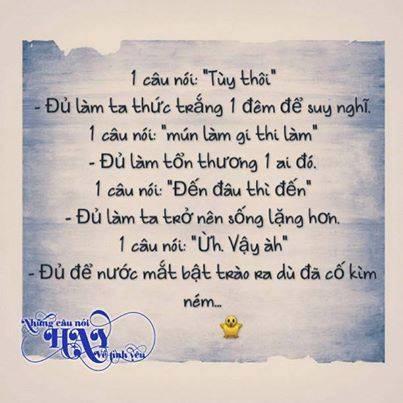 1 câu nói: "Tùy thôi"
- Đủ làm ta thức trắng 1 đêm để suy nghĩ.
1 câu nói: "mún làm gi thi làm"
- Đủ làm tổn thương 1 ai đó.
1 câu nói: "Đến đâu thì đến"
- Đủ làm ta trở nên sống lặng hơn.
1 câu nói: "Ừh. Vậy àh"
- Đủ để nước mắt bật trào ra dù đã cố kìm
ném...
Những câu nói
HAY
Về tình yêu